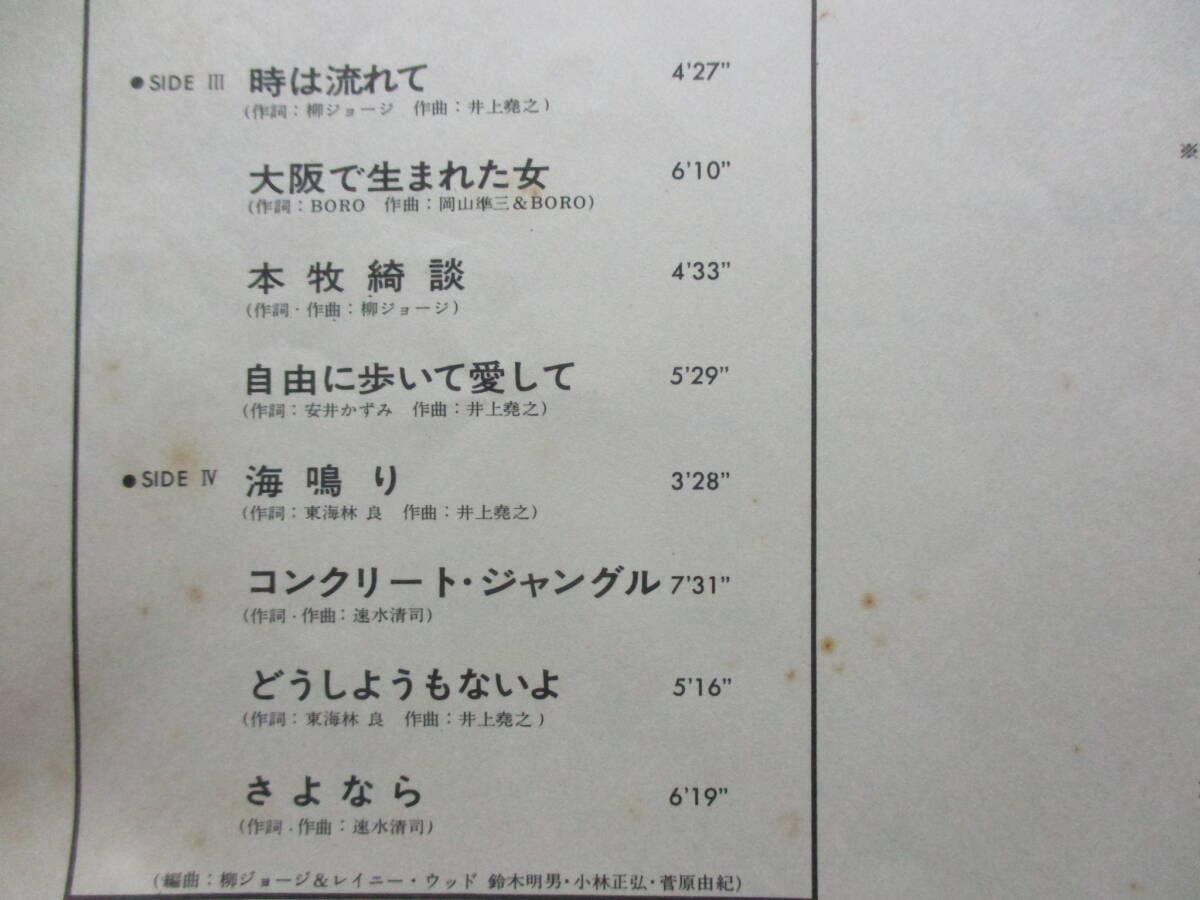 ●SIDE Ⅲ 時は流れて 4'27”
(作詞：柳ジョージ 作曲：井上堯之)
大阪で生まれた女 6'10”
(作詞：BORO 作曲：岡山準三＆BORO)
本牧綺談 4'33”
(作詞・作曲：柳ジョージ)
自由に歩いて愛して 5'29”
(作詞：安井かずみ 作曲：井上堯之)
●SIDE Ⅳ 海鳴り 3'28”
(作詞：東海林 良 作曲：井上堯之)
コンクリート・ジャングル 7'31”
(作詞・作曲：速水清司)
どうしようもないよ 5'16”
(作詞：東海林 良 作曲：井上堯之)
さよなら 6'19”
(作詞・作曲：速水清司)
(編曲：柳ジョージ＆レイニー・ウッド 鈴木明男・小林正弘・菅原由紀)
※